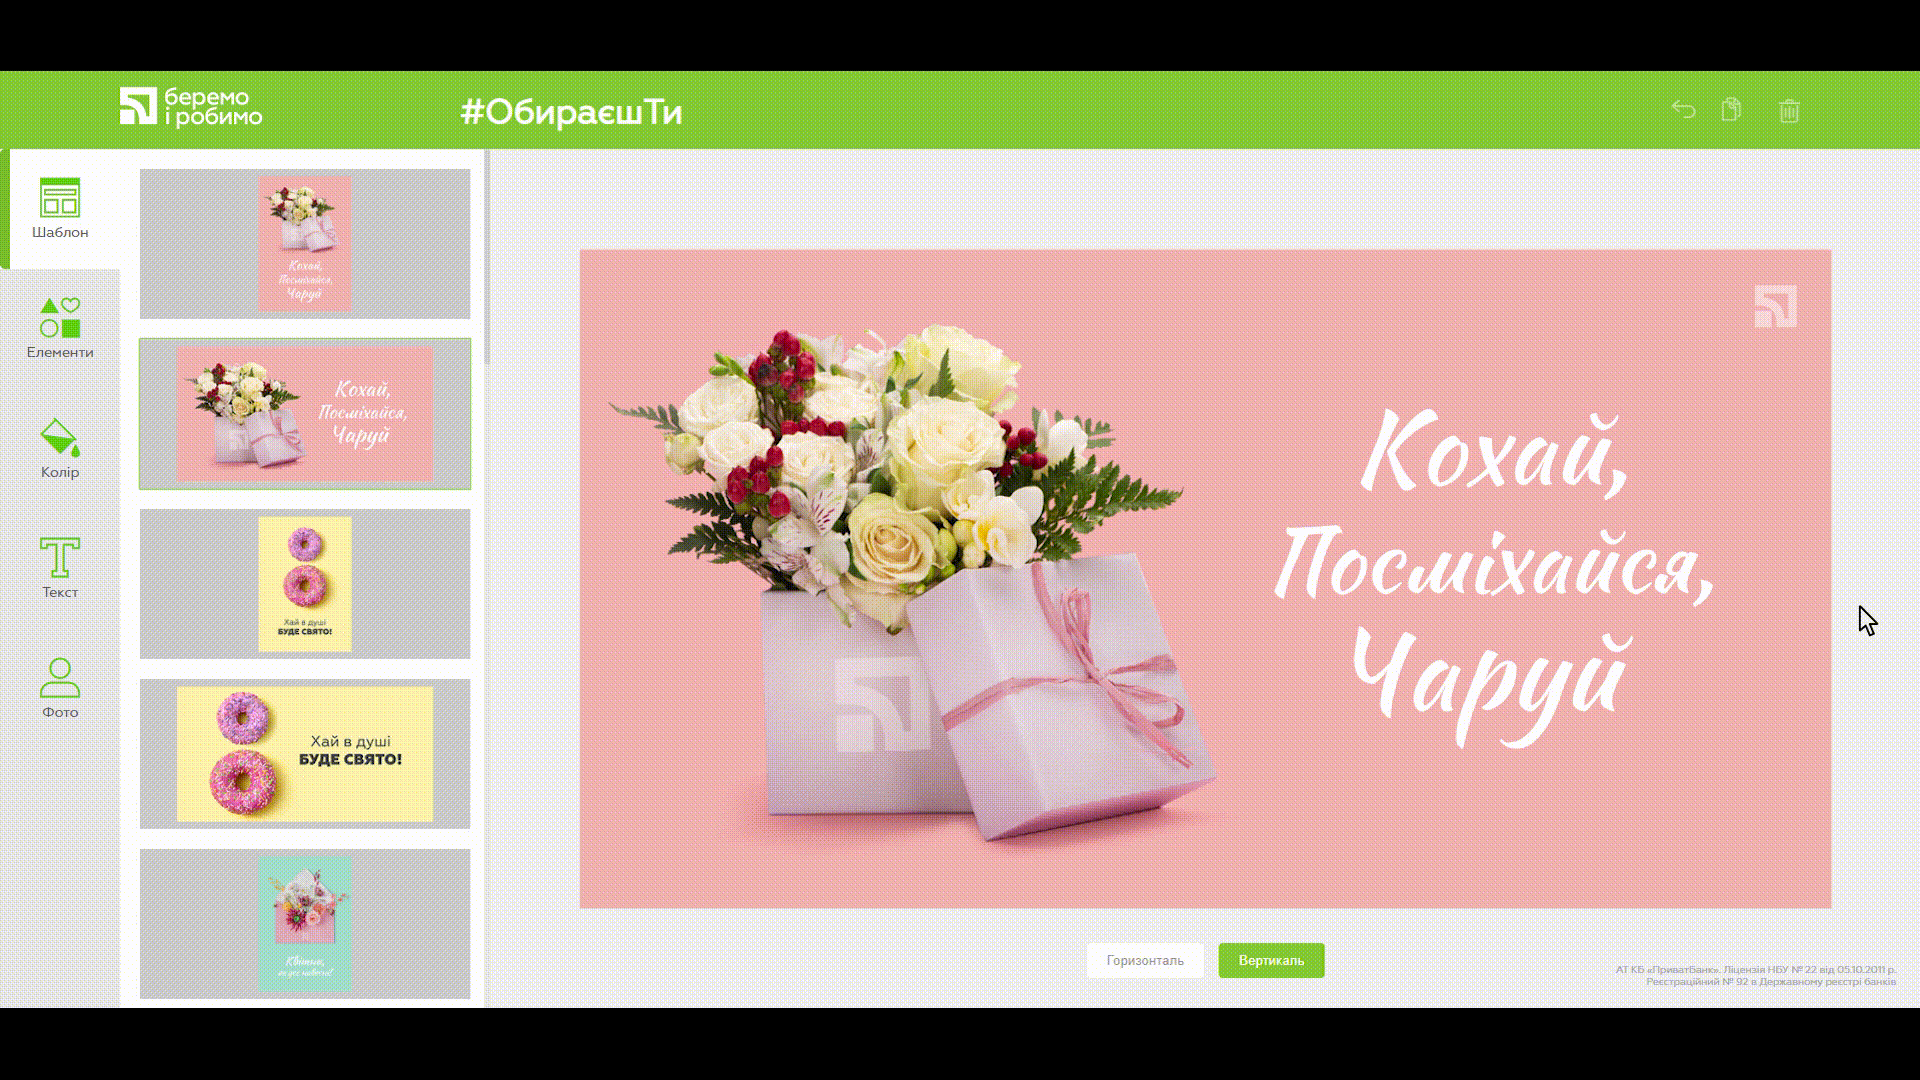 беремо
і робимо
#ОбираєшТи
Шаблон
Елементи
Колір
Текст
Фото
Кохай,
Посміхайся,
Чаруй
Кохай,
Посміхайся,
Чаруй
Хай в душі
БУДЕ СВЯТО!
Хай в душі
БУДЕ СВЯТО!
Квітни,
Кохай,
Посміхайся,
Чаруй
Горизонталь
Вертикаль
АТ КБ «ПриватБанк». Ліцензія НБУ № 22 від 05.10.2011 р.
Реєстраційний № 92 в Державному реєстрі банків